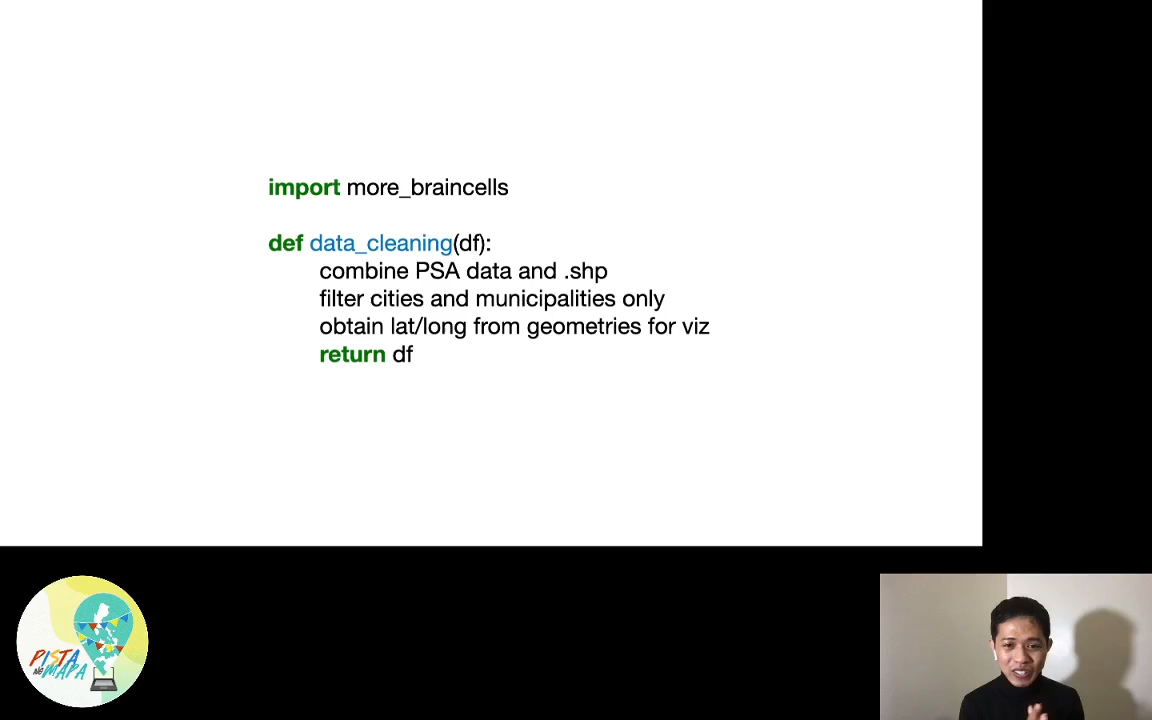 import more_braincells
def data_cleaning(df):
combine PSA data and .shp
filter cities and municipalities only
obtain lat/long from geometries for viz
return df
PISTA
NG MAPA